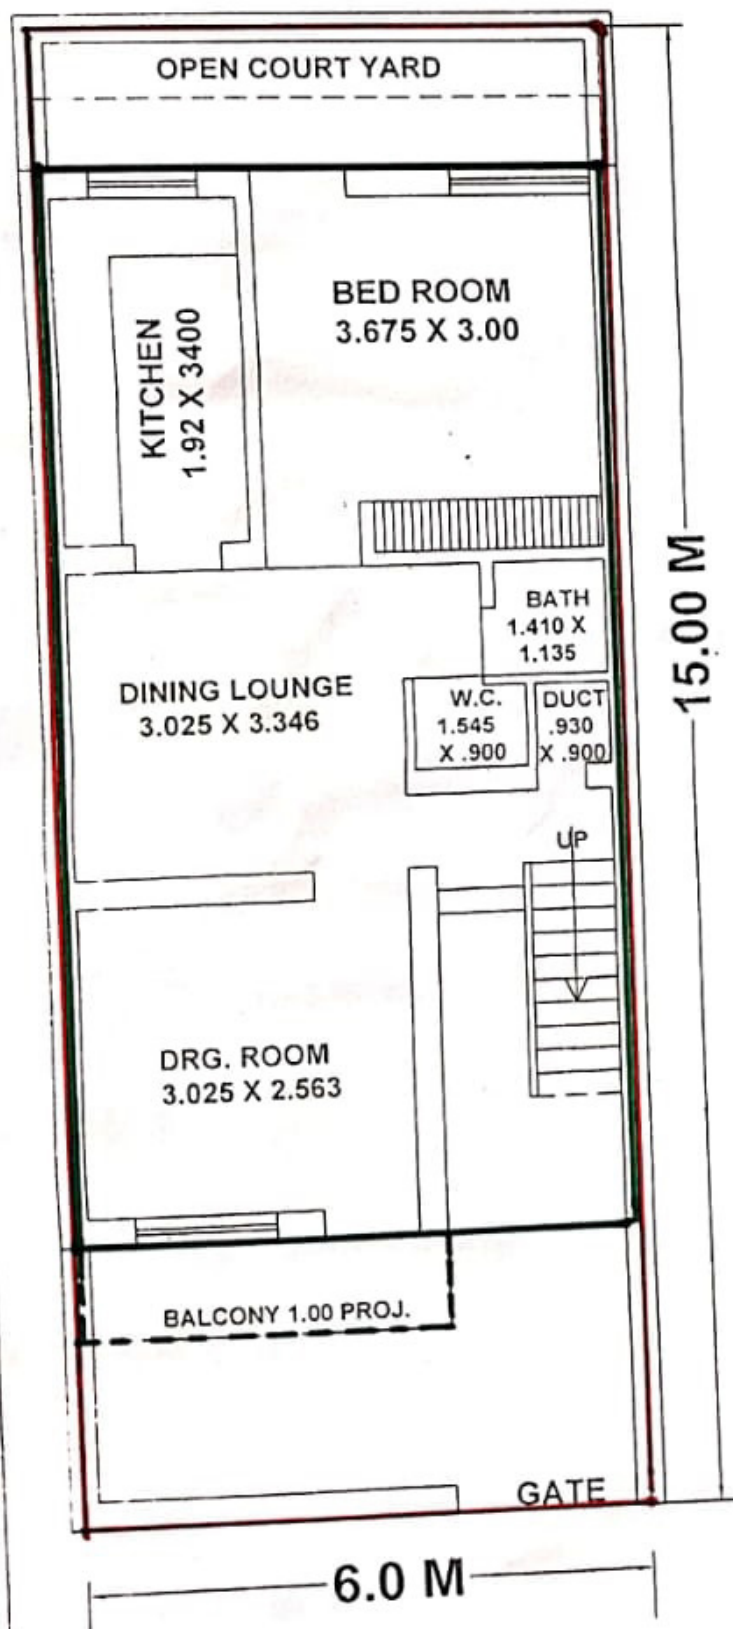 OPEN COURT YARD
BED ROOM
3.675 X 3.00
KITCHEN
1.92 X 3400
BATH
1.410 X
1.135
15.00 M
DINING LOUNGE
3.025 X 3.346
W.C.
1.545
X .900
DUCT
.930
X .900
UP
DRG. ROOM
3.025 X 2.563
BALCONY 1.00 PROJ.
GATE
6.0 M